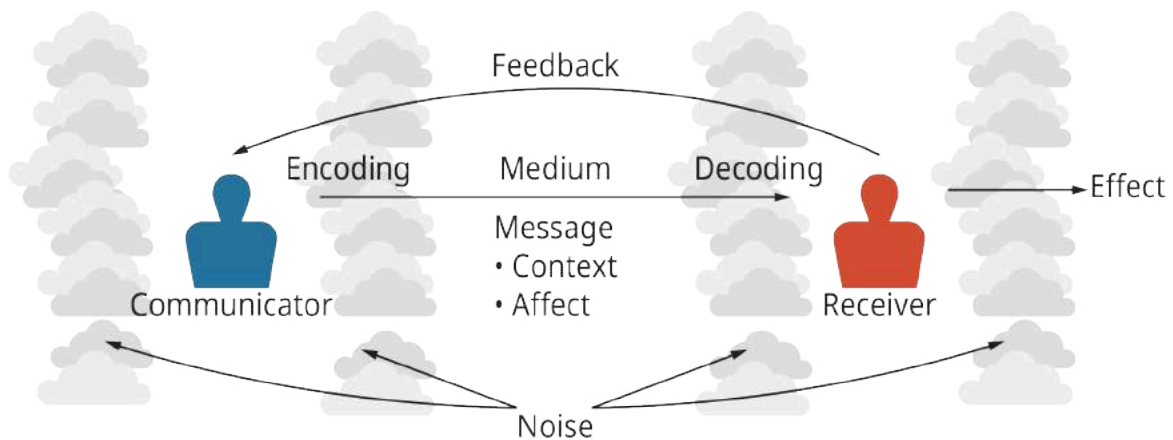 Feedback
Encoding Medium Decoding
Effect
Message
• Context
• Affect
Communicator
Receiver
Noise